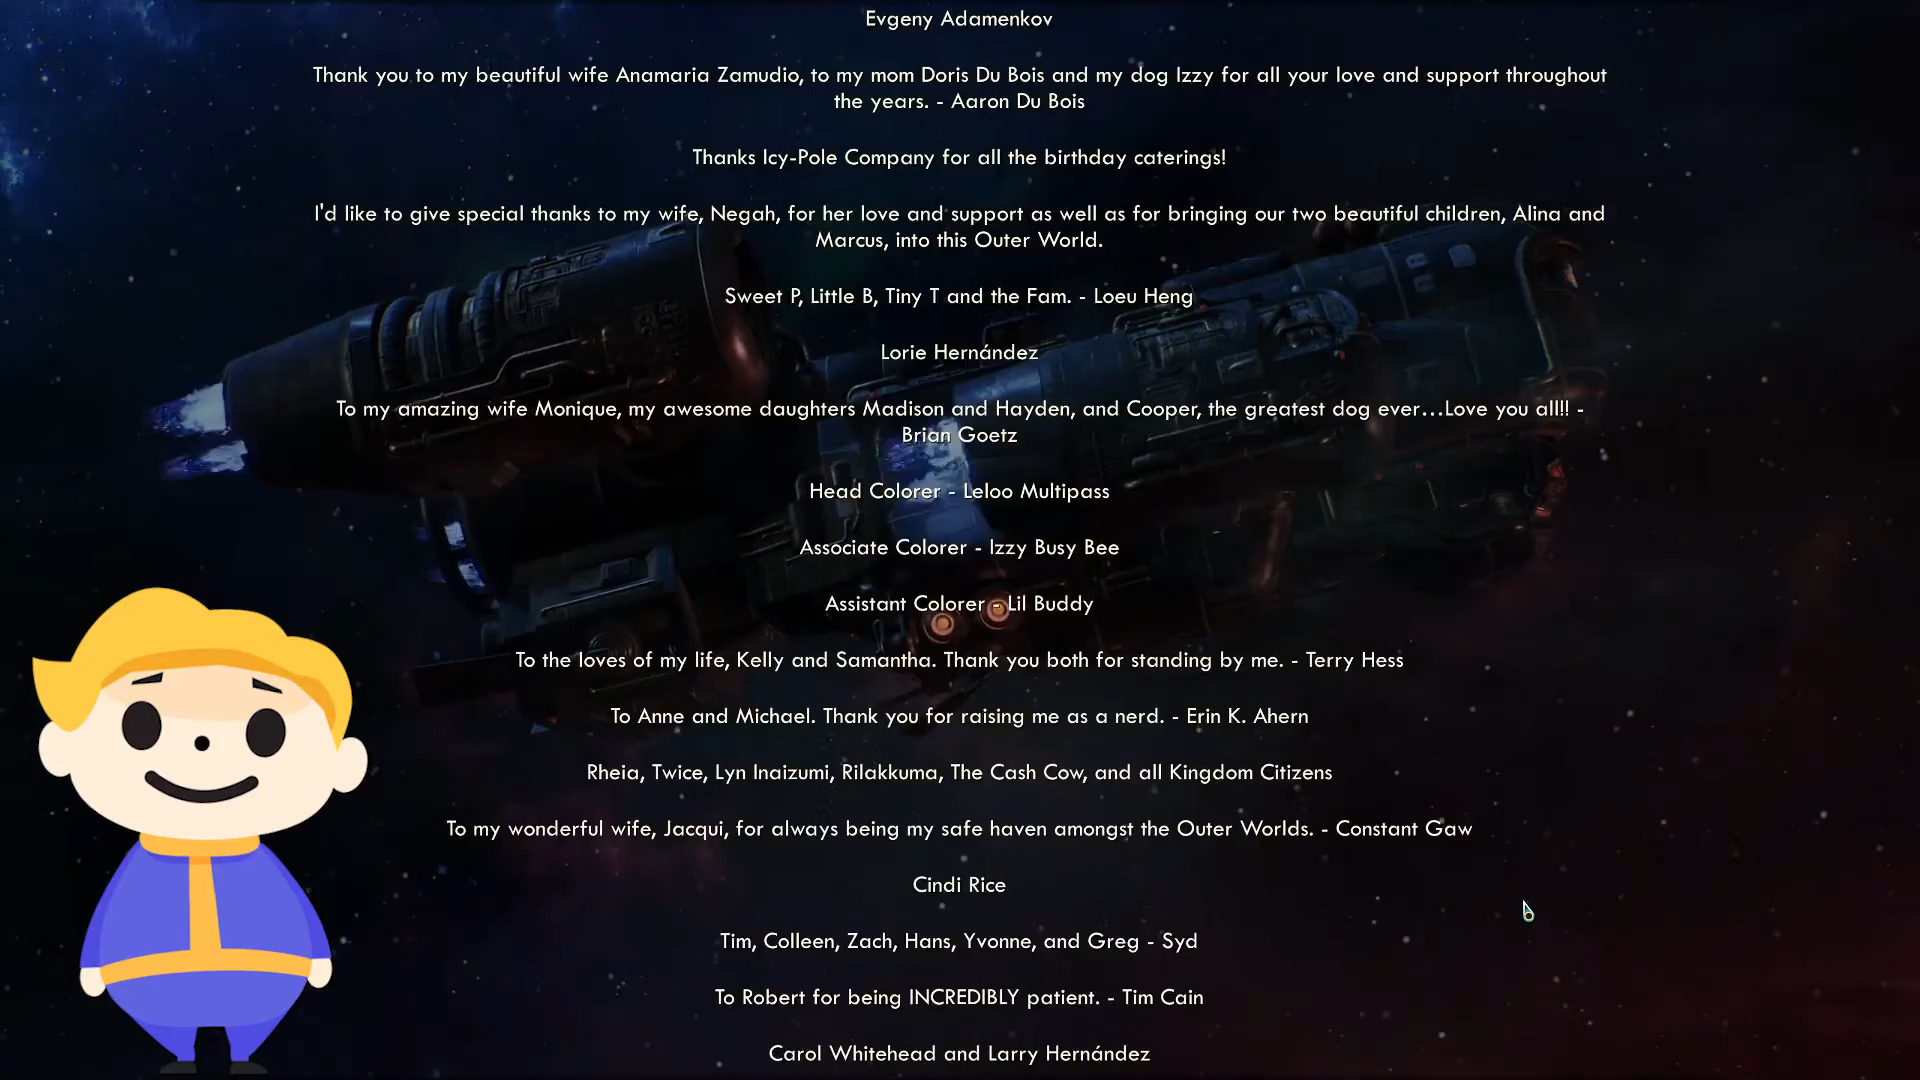 Evgeny Adamenkov
Thank you to my beautiful wife Anamaria Zamudio, to my mom Doris Du Bois and my dog Izzy for all your love and support throughout
the years. - Aaron Du Bois
Thanks Icy-Pole Company for all the birthday caterings!
I'd like to give special thanks to my wife, Negah, for her love and support as well as for bringing our two beautiful children, Alina and
Marcus, into this Outer World.
Sweet P, Little B, Tiny T and the Fam. - Loeu Heng
Lorie Hernández
To my amazing wife Monique, my awesome daughters Madison and Hayden, and Cooper, the greatest dog ever...Love you all!! -
Brian Goetz
Head Colorer - Leloo Multipass
Associate Colorer - Izzy Busy Bee
Assistant Colorer - Lil Buddy
To the loves of my life, Kelly and Samantha. Thank you both for standing by me. - Terry Hess
To Anne and Michael. Thank you for raising me as a nerd. - Erin K. Ahern
Rheia, Twice, Lyn Inaizumi, Rilakkuma, The Cash Cow, and all Kingdom Citizens
To my wonderful wife, Jacqui, for always being my safe haven amongst the Outer Worlds. - Constant Gaw
Cindi Rice
Tim, Colleen, Zach, Hans, Yvonne, and Greg - Syd
To Robert for being INCREDIBLY patient. - Tim Cain
Carol Whitehead and Larry Hernández